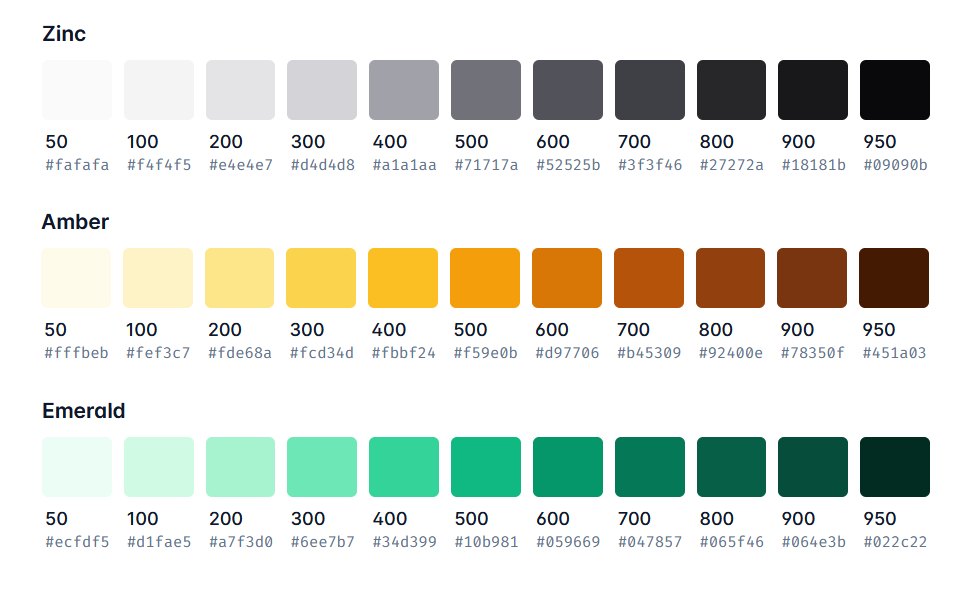 Zinc
50 100 200 300 400 500 600 700 800 900 950
#fafafa #f4f4f5 #e4e4e7 #d4d4d8 #a1a1aa #71717a #52525b #3f3f46 #27272a #18181b #09090b
Amber
50 100 200 300 400 500 600 700 800 900 950
#fffbeb #fef3c7 #fde68a #fcd34d #fbbf24 #f59e0b #d97706 #b45309 #92400e #78350f #451a03
Emerald
50 100 200 300 400 500 600 700 800 900 950
#ecfdf5 #d1fae5 #a7f3d0 #6ee7b7 #34d399 #10b981 #059669 #047857 #065f46 #064e3b #022c22